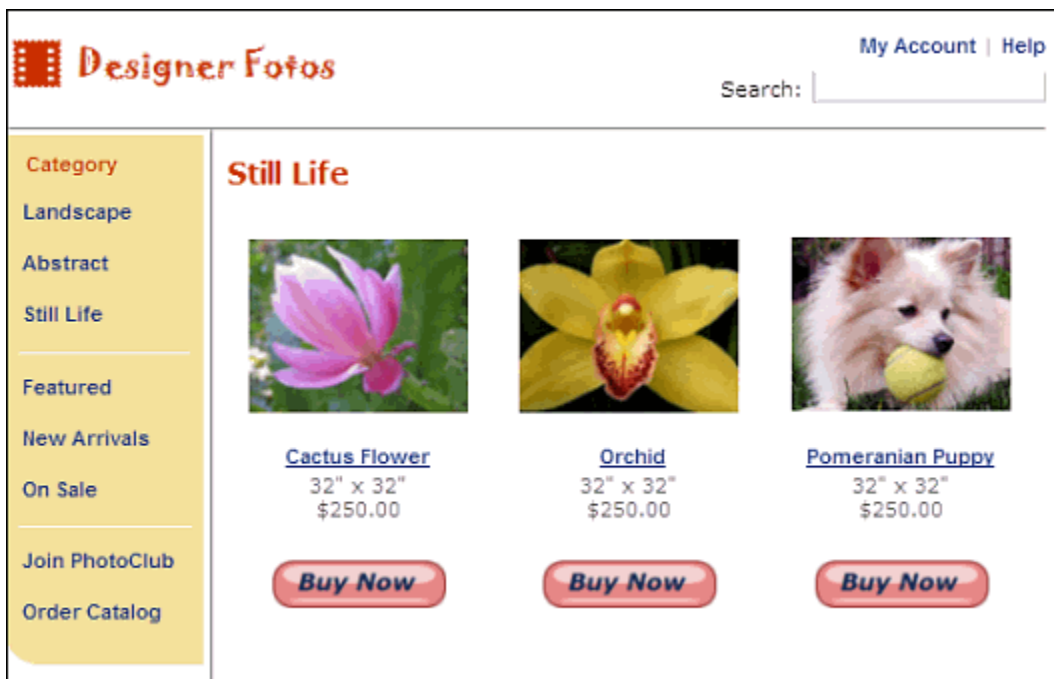 Designer Fotos
My Account | Help
Search:
Category
Landscape
Abstract
Still Life
Featured
New Arrivals
On Sale
Join PhotoClub
Order Catalog
Still Life
Cactus Flower
32" x 32"
$250.00
Buy Now
Orchid
32" x 32"
$250.00
Buy Now
Pomeranian Puppy
32" x 32"
$250.00
Buy Now